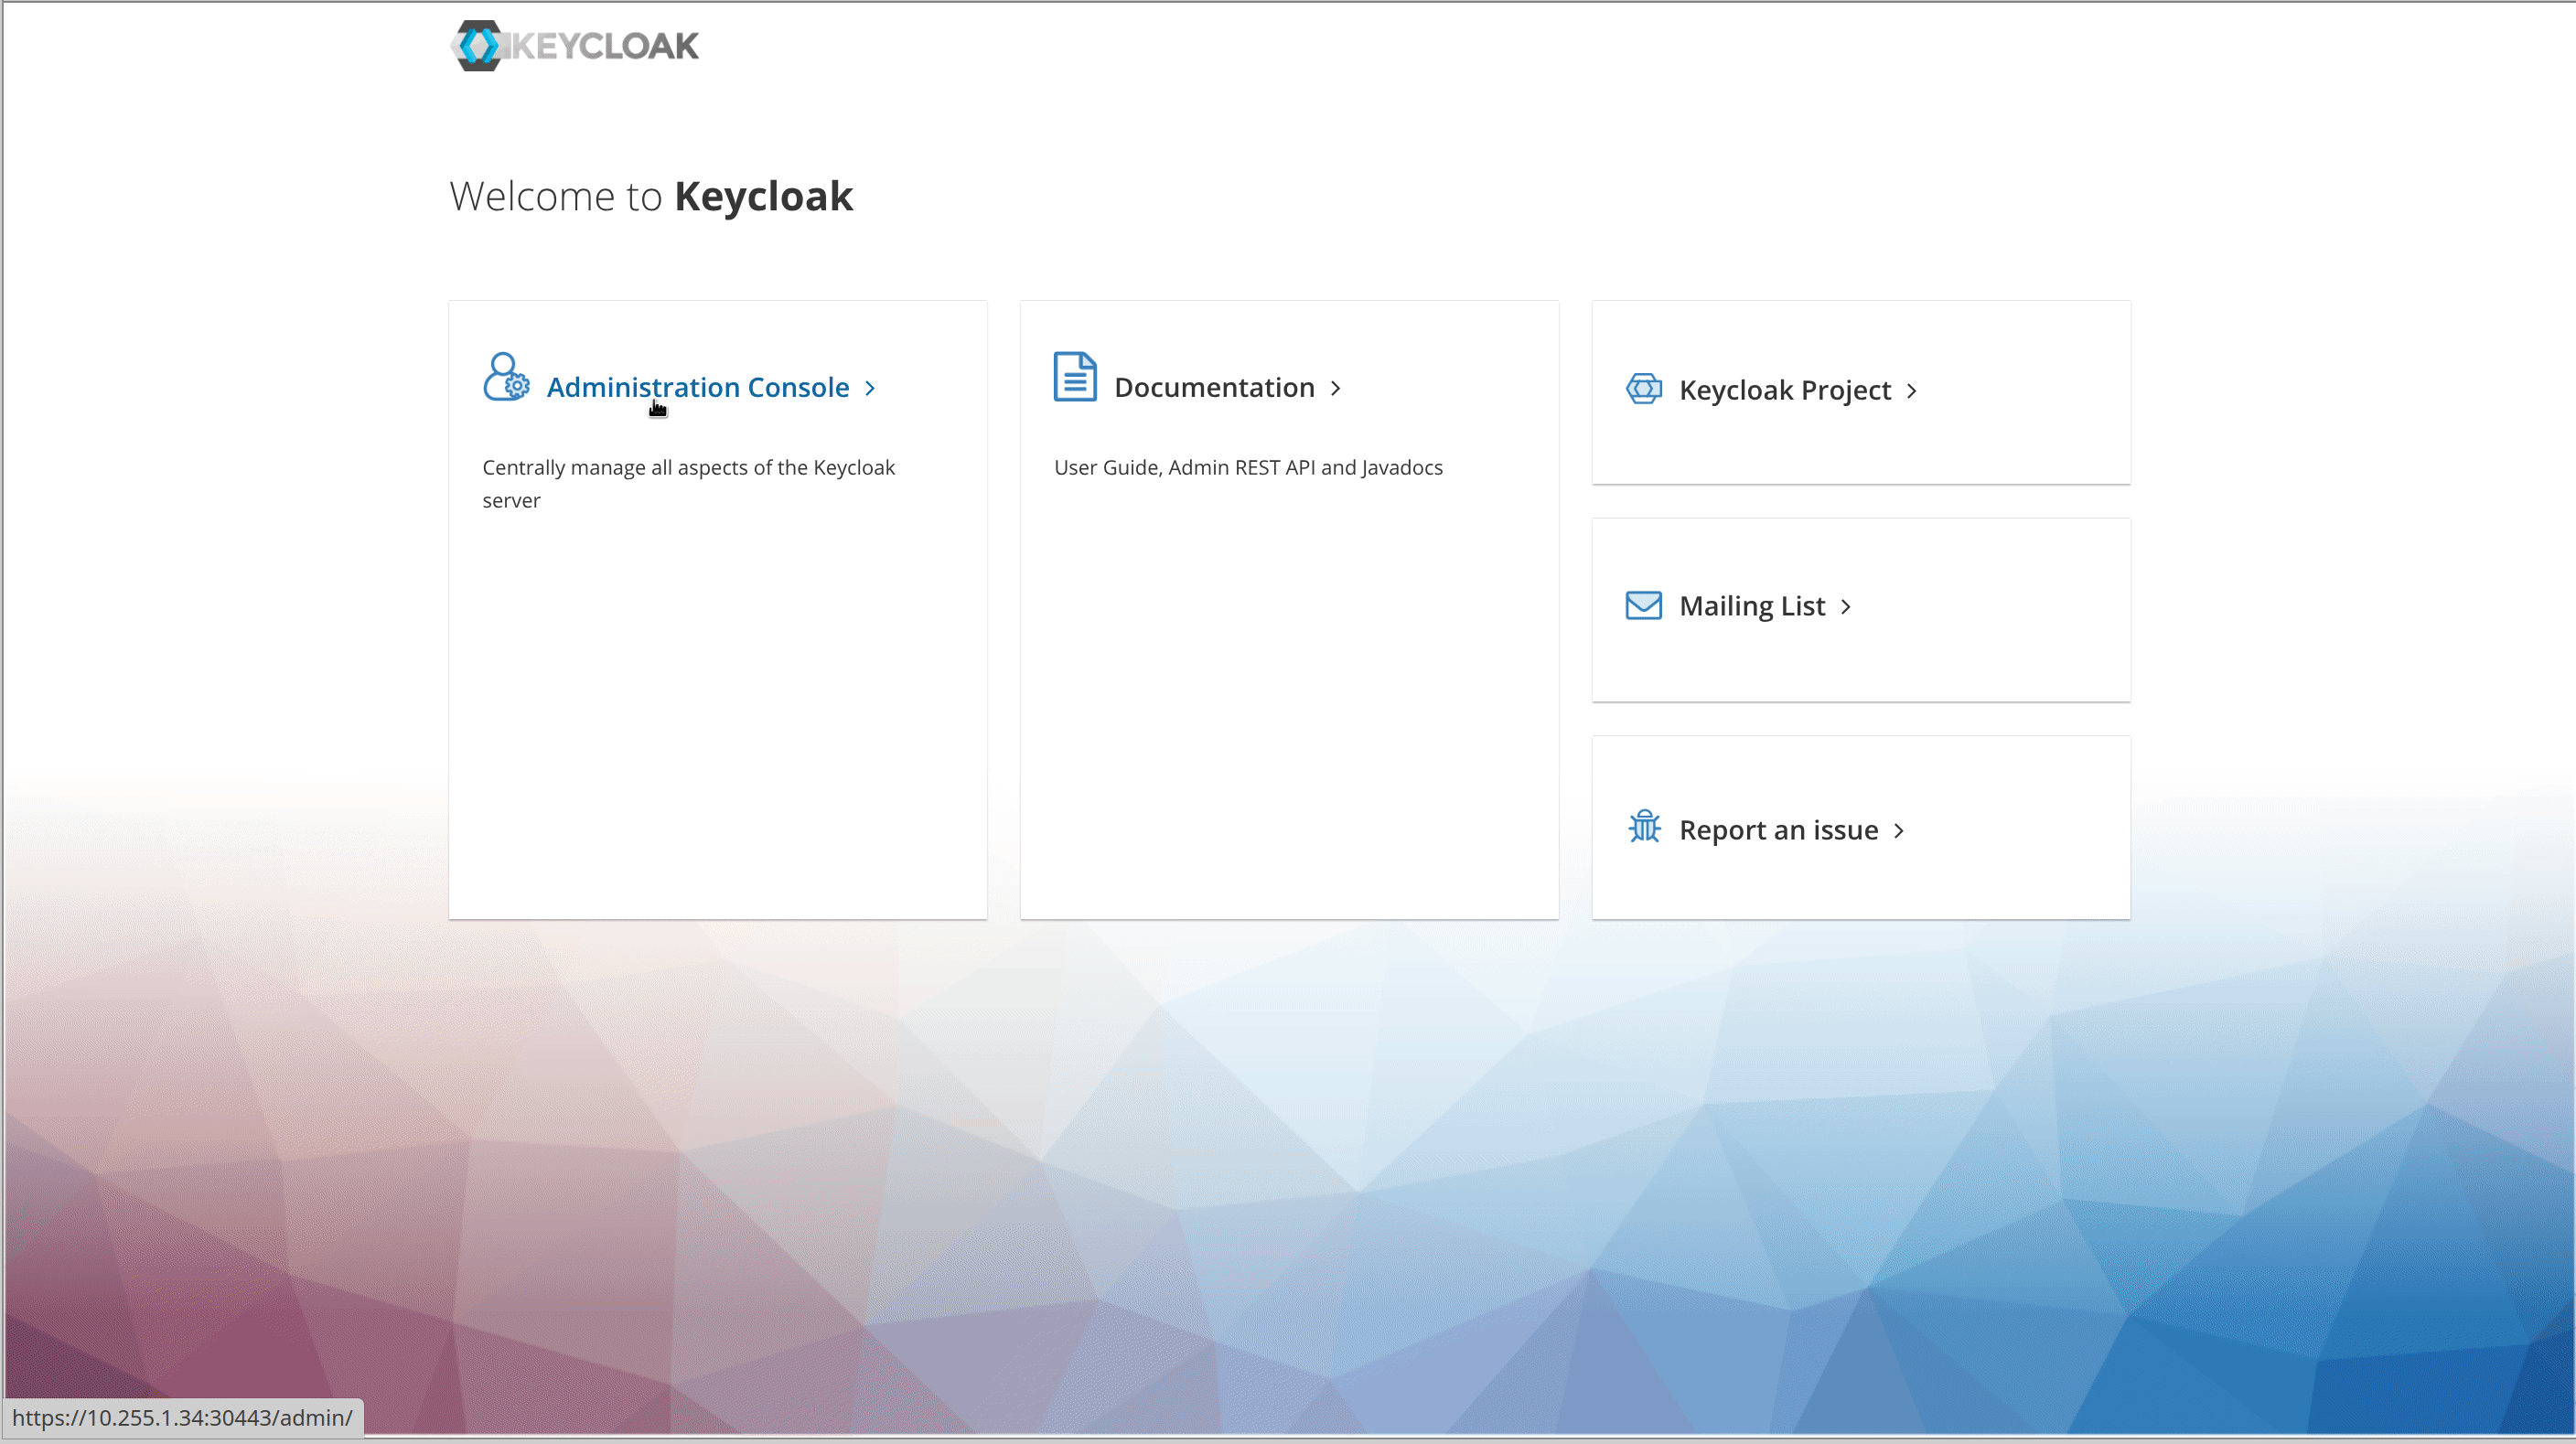 KEYCLOAK
Welcome to Keycloak
Administration Console
Centrally manage all aspects of the Keycloak
server
Documentation
User Guide, Admin REST API and Javadocs
Keycloak Project
Mailing List
Report an issue
https://10.255.1.34:30443/admin/